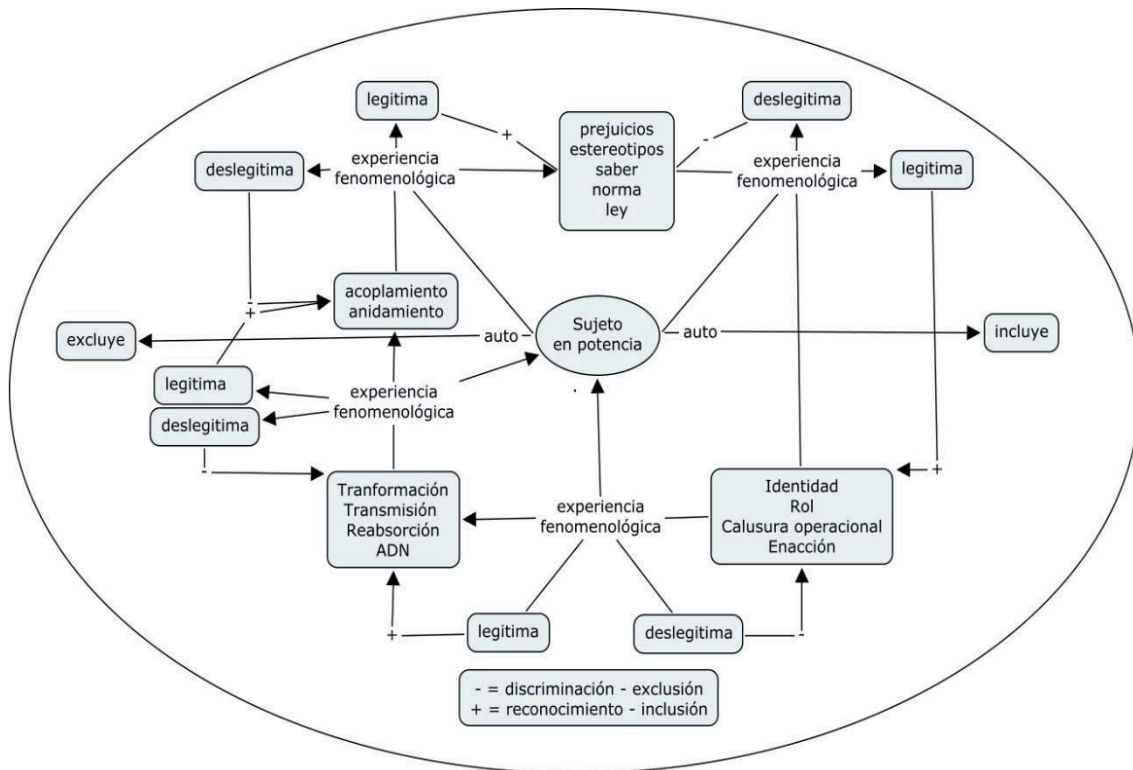 legitima
deslegitima
+
prejuicios
estereotipos
saber
norma
ley
-
experiencia
fenomenológica
deslegitima
experiencia
fenomenológica
legitima
-
+
acoplamiento
anidamiento
Sujeto
en potencia
excluye
auto
auto
incluye
legitima
deslegitima
experiencia
fenomenológica
-
+
Tranformación
Transmisión
Reabsorción
ADN
experiencia
fenomenológica
Identidad
Rol
Calusura operacional
Enacción
+
legitima
deslegitima
-
- = discriminación - exclusión
+ = reconocimiento - inclusión